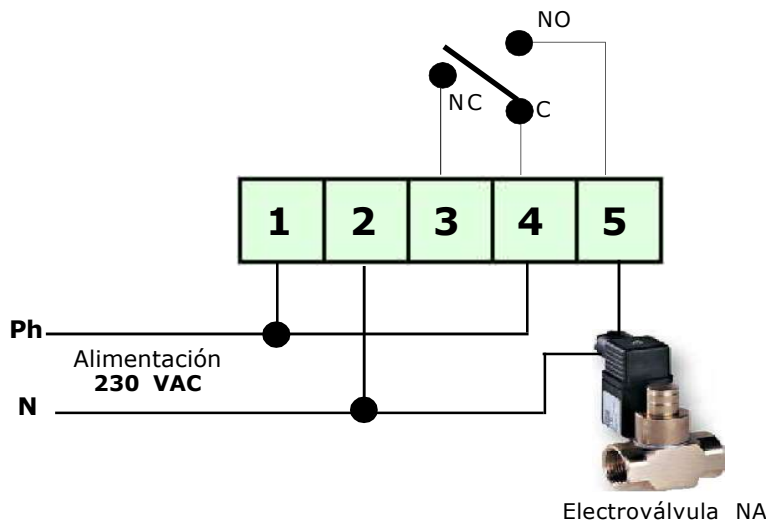 NO
NC
C
1 2 3 4 5
Ph
Alimentación
230 VAC
N
Electroválvula NA